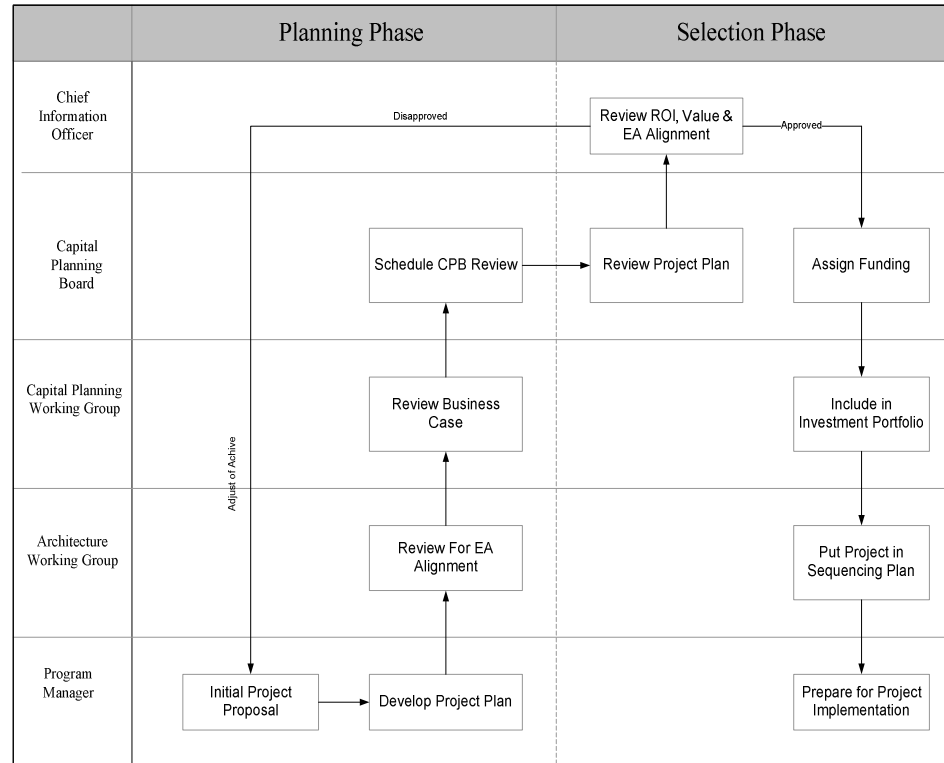 Planning Phase
Selection Phase
Chief
Information
Officer
Disapproved
Review ROI, Value &
EA Alignment
Approved
Capital
Planning
Board
Schedule CPB Review
Review Project Plan
Assign Funding
Capital Planning
Working Group
Review Business
Case
Include in
Investment Portfolio
Adjust of Achive
Architecture
Working Group
Review For EA
Alignment
Put Project in
Sequencing Plan
Program
Manager
Initial Project
Proposal
Develop Project Plan
Prepare for Project
Implementation